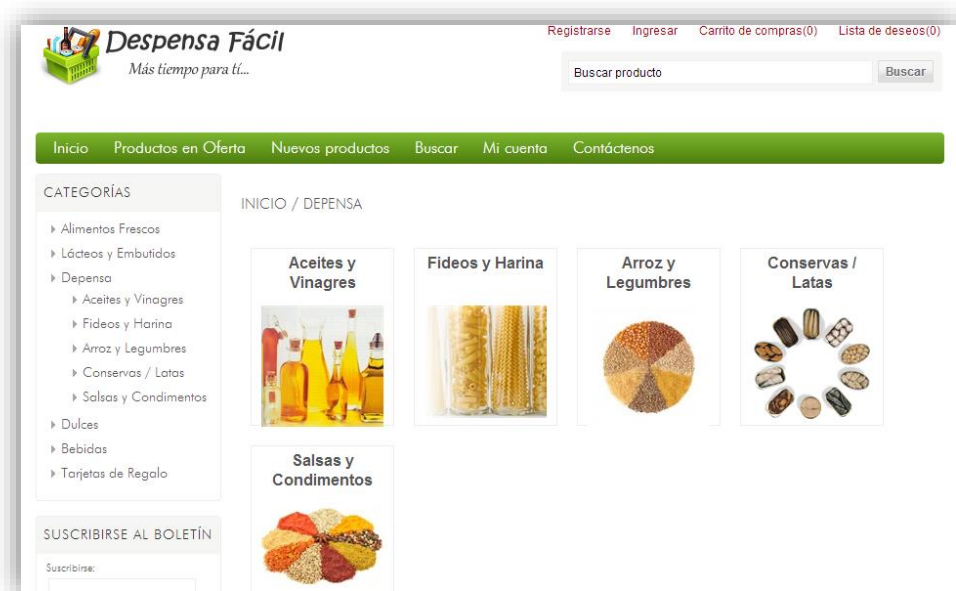 Despensa Fácil
Más tiempo para tí...
Registrarse Ingresar Carrito de compras(0) Lista de deseos(0)
Buscar producto Buscar
Inicio Productos en Oferta Nuevos productos Buscar Mi cuenta Contáctenos
CATEGORÍAS
Alimentos Frescos
Lácteos y Embutidos
Depensa
Aceites y Vinagres
Fideos y Harina
Arroz y Legumbres
Conservas / Latas
Salsas y Condimentos
Dulces
Bebidas
Tarjetas de Regalo
SUSCRIBIRSE AL BOLETÍN
Suscribirse:
INICIO / DEPENSA
Aceites y
Vinagres
Fideos y Harina
Arroz y
Legumbres
Conservas /
Latas
Salsas y
Condimentos